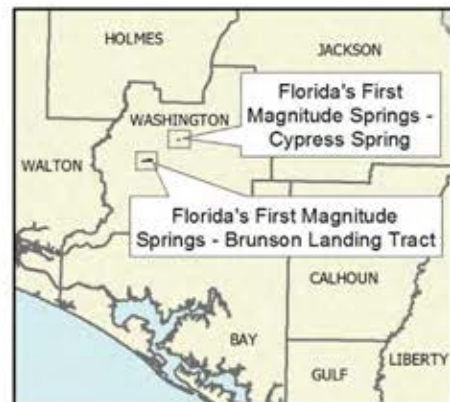 HOLMES
JACKSON
Florida's First
Magnitude Springs -
Cypress Spring
WASHINGTON
WALTON
Florida's First Magnitude
Springs - Brunson Landing Tract
CALHOUN
BAY
LIBERTY
GULF